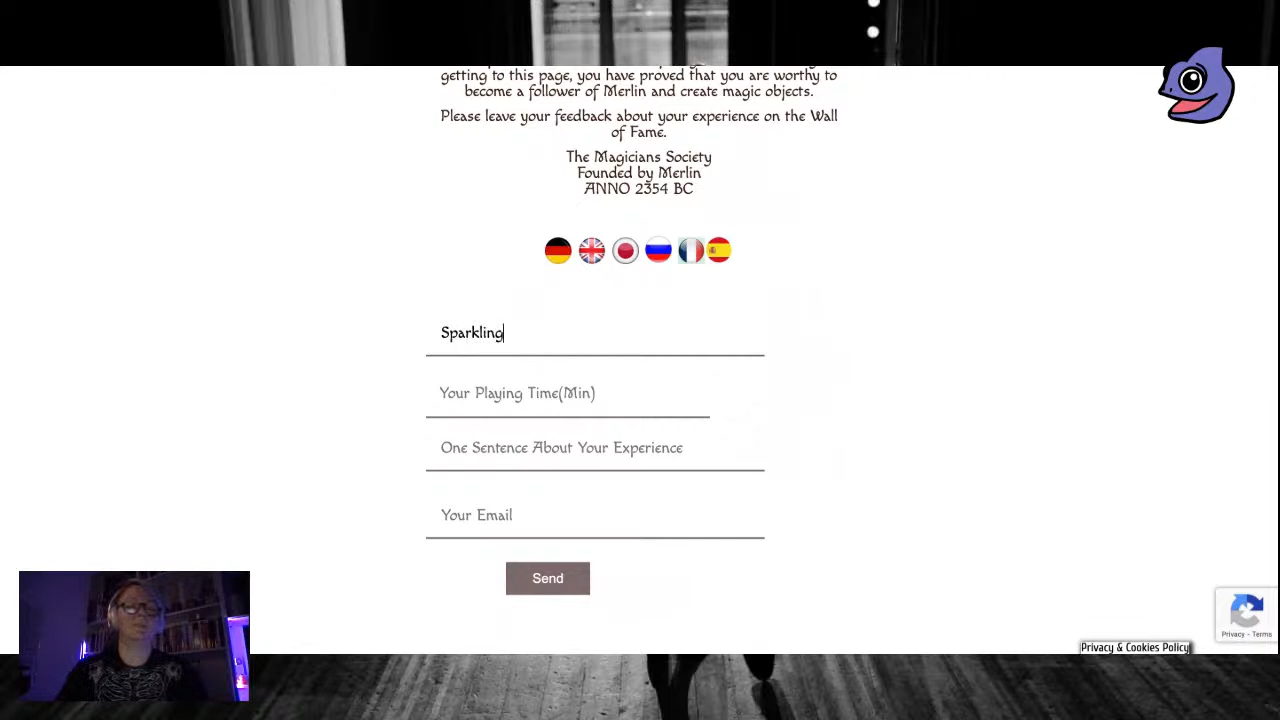 getting to this page, you have proved that you are worthy to
become a follower of Merlin and create magic objects.
Please leave your feedback about your experience on the Wall
of Fame.
The Magicians Society
Founded by Merlin
ANNO 2354 BC
Sparkling
Your Playing Time(Min)
One Sentence About Your Experience
Your Email
Send
Privacy - Terms
Privacy & Cookies Policy